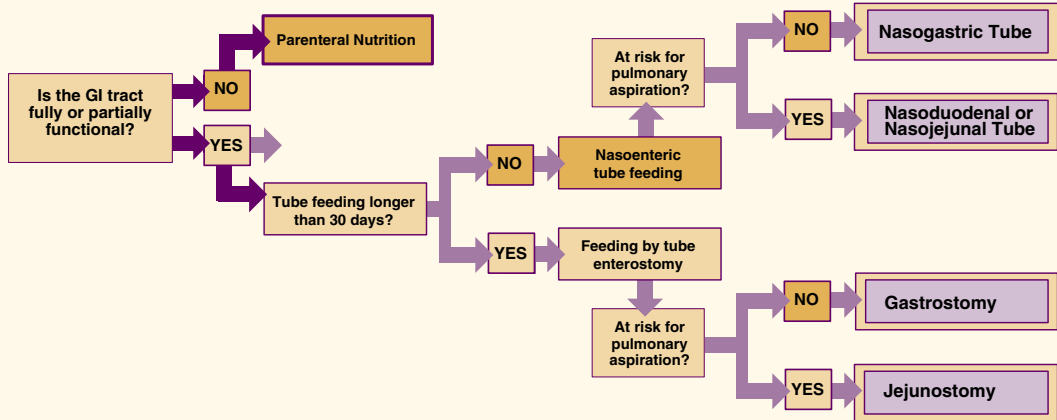 Is the GI tract
fully or partially
functional?
NO
Parenteral Nutrition
YES
Tube feeding longer
than 30 days?
NO
Nasoenteric
tube feeding
At risk for
pulmonary
aspiration?
NO
Nasogastric Tube
YES
Nasoduodenal or
Nasojejunal Tube
YES
Feeding by tube
enterostomy
At risk for
pulmonary
aspiration?
NO
Gastrostomy
YES
Jejunostomy